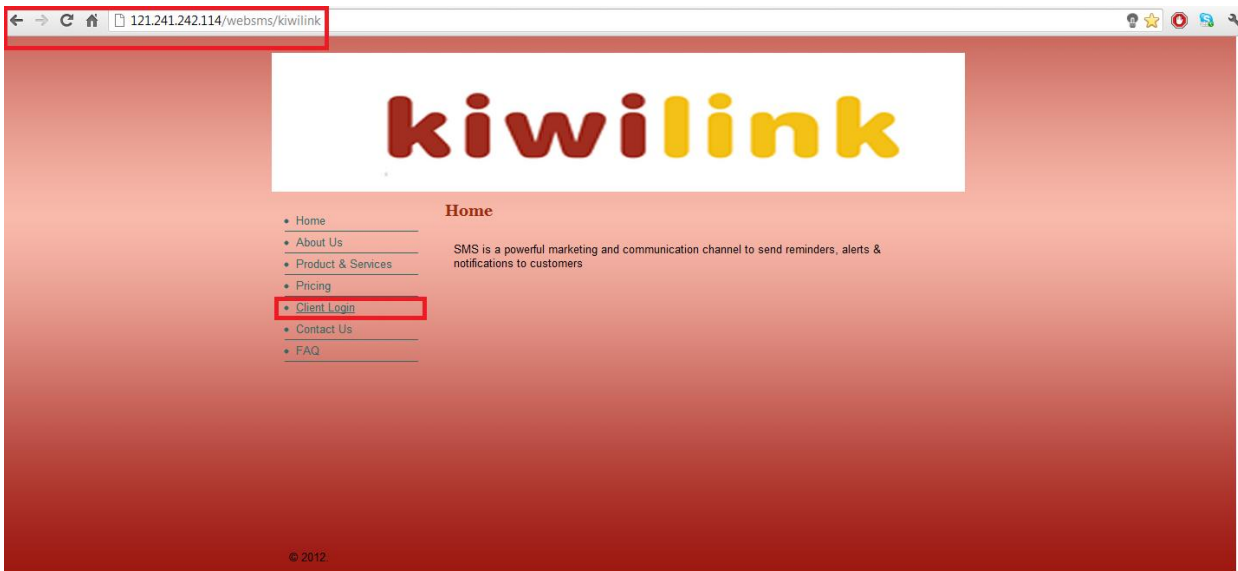 121.241.242.114/websms/kiwilink
kiwilink
Home
About Us
Product & Services
Pricing
Client Login
Contact Us
FAQ
Home
SMS is a powerful marketing and communication channel to send reminders, alerts &
notifications to customers
© 2012.